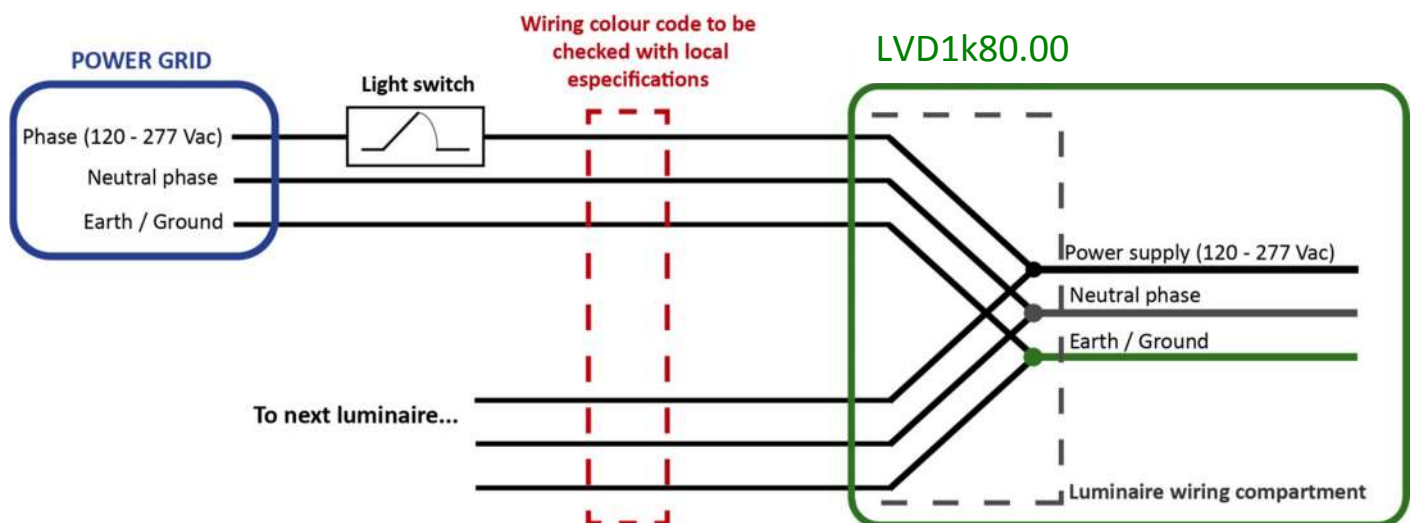 Wiring colour code to be
checked with local
especifications
LVD1k80.00
POWER GRID
Light switch
Phase (120 - 277 Vac)
Neutral phase
Earth / Ground
Power supply (120 - 277 Vac)
Neutral phase
Earth / Ground
To next luminaire...
Luminaire wiring compartment